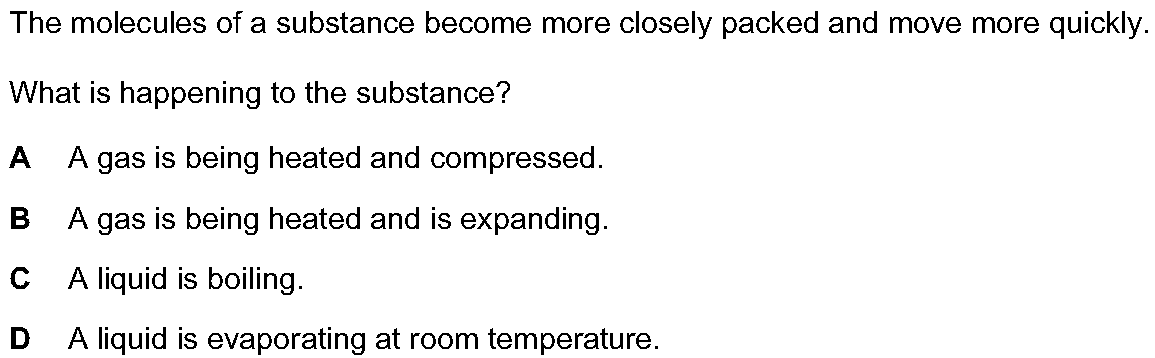 The molecules of a substance become more closely packed and move more quickly.
What is happening to the substance?
A A gas is being heated and compressed.
B A gas is being heated and is expanding.
C A liquid is boiling.
D A liquid is evaporating at room temperature.